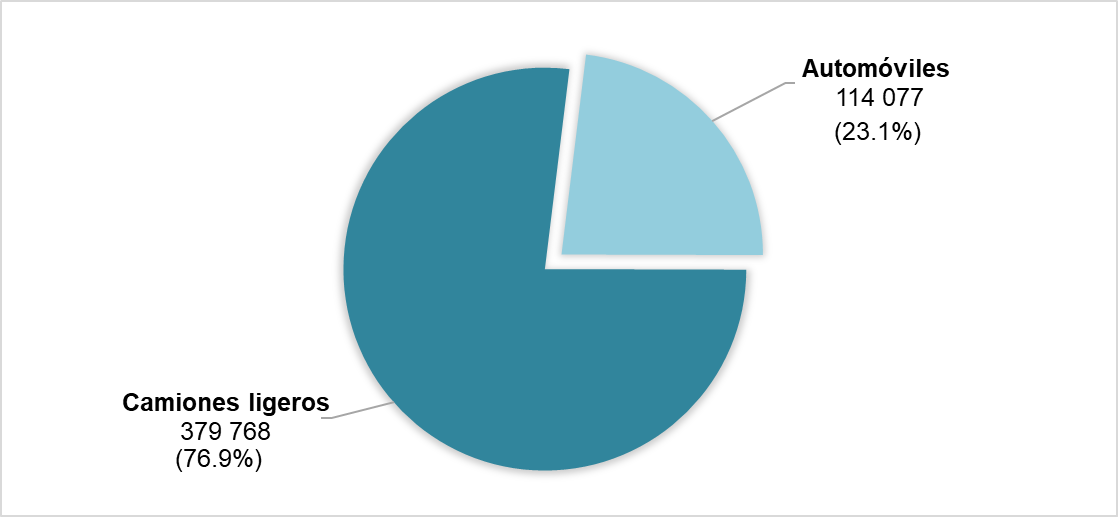 Automóviles
114 077
(23.1%)
Camiones ligeros
379 768
(76.9%)